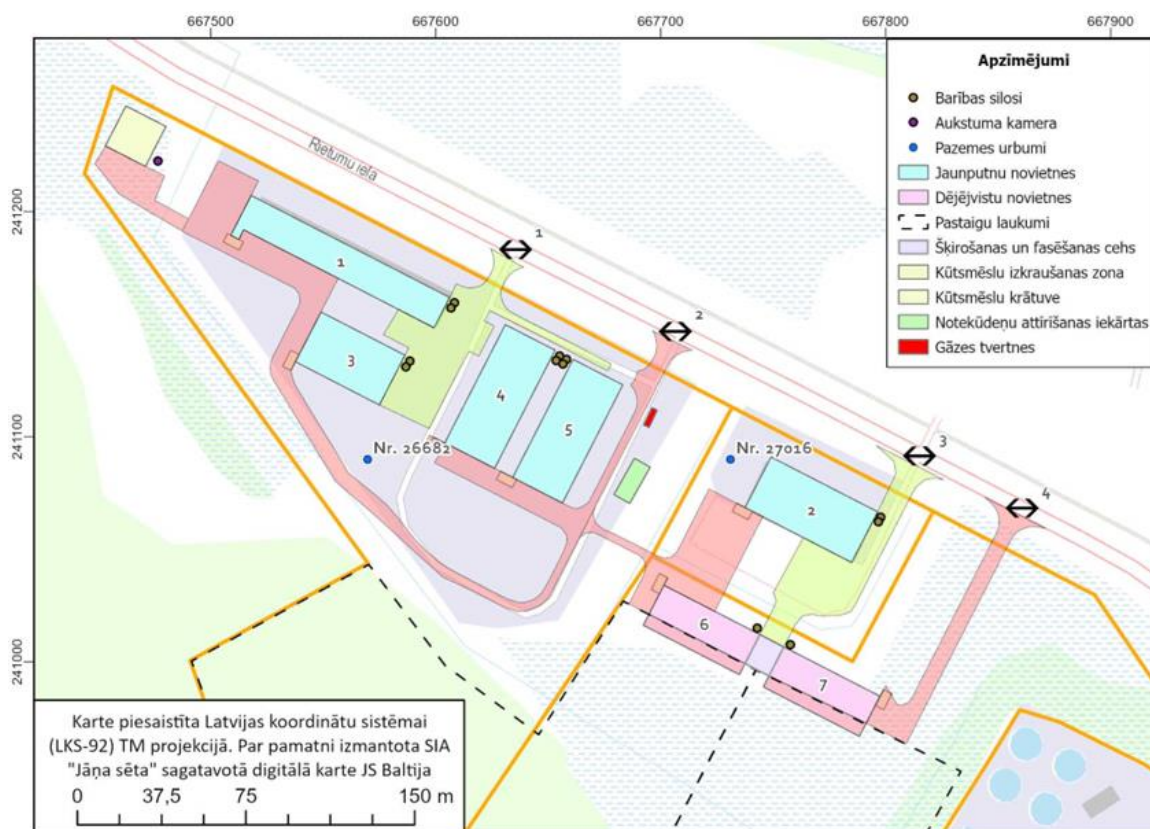 667500 667600 667700 667800 667900
241200
241100
241000
Rietumu iela
Apzīmējumi
Barības silosi
Aukstuma kamera
Pazemes urbumi
Jaunputnu novietnes
Dējējvistu novietnes
Pastaigu laukumi
Šķirošanas un fasēšanas cehs
Kūtsmēslu izkraušanas zona
Kūtsmēslu krātuve
Notekūdeņu attīrīšanas iekārtas
Gāzes tvertnes
1
2
3
4
1
3
4
5
2
6
7
Nr. 26682
Nr. 27016
Karte piesaistīta Latvijas koordinātu sistēmai
(LKS-92) TM projekcijā. Par pamatni izmantota SIA
"Jāņa sēta" sagatavotā digitālā karte JS Baltija
0 37,5 75 150 m